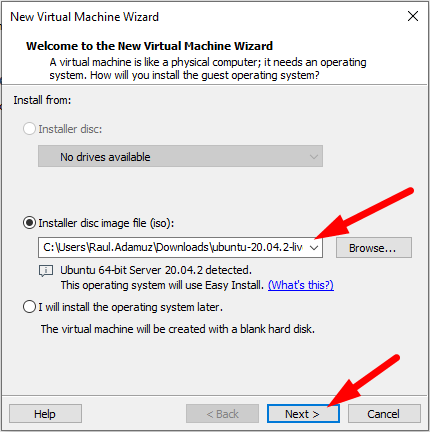 New Virtual Machine Wizard
Welcome to the New Virtual Machine Wizard
A virtual machine is like a physical computer; it needs an operating
system. How will you install the guest operating system?
Install from:
Installer disc:
No drives available
Installer disc image file (iso):
C:\Users\Raul.Adamuz\Downloads\ubuntu-20.04.2-liv
Browse...
Ubuntu 64-bit Server 20.04.2 detected.
This operating system will use Easy Install. (What's this?)
I will install the operating system later.
The virtual machine will be created with a blank hard disk.
Help
< Back
Next >
Cancel